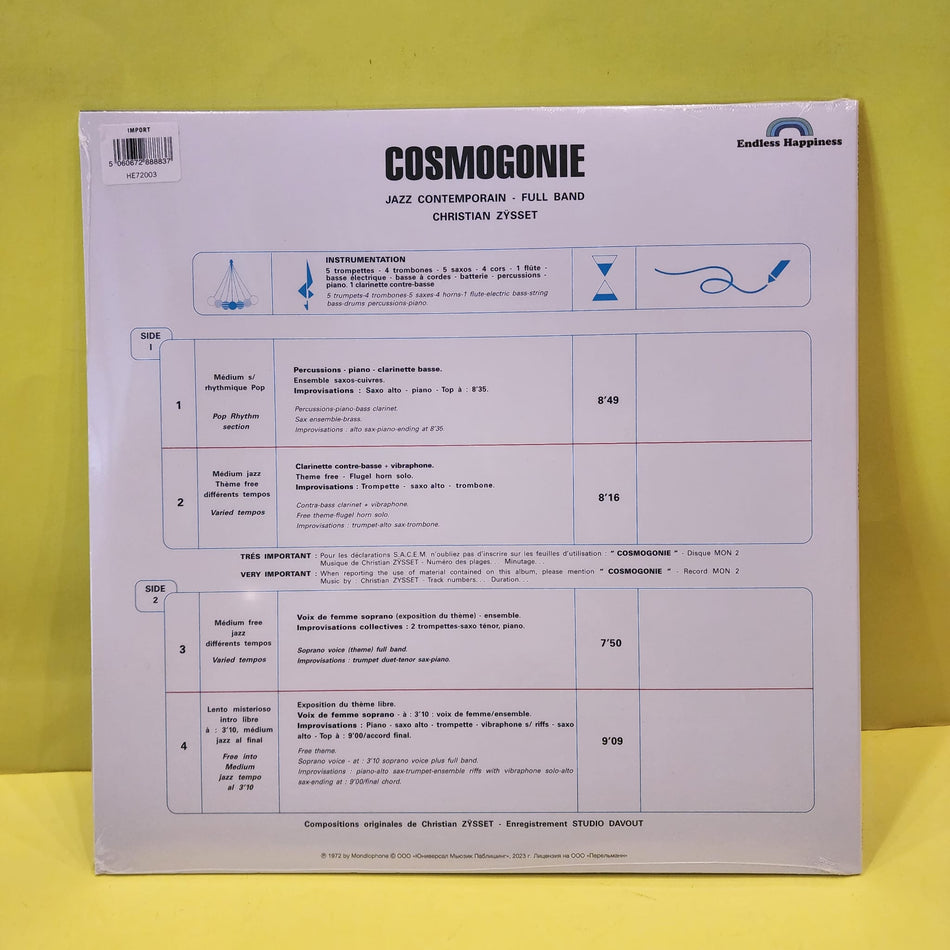 IMPORT
5 060672 888837
HE72003
Endless Happiness
COSMOGONIE
JAZZ CONTEMPORAIN - FULL BAND
CHRISTIAN ZŸSSET
INSTRUMENTATION
5 trompettes - 4 trombones - 5 saxos - 4 cors - 1 flûte -
basse électrique - basse à cordes - batterie - percussions -
piano. 1 clarinette contre-basse
5 trumpets-4 trombones-5 saxes-4 horns-1 flute-electric bass-string
bass-drums percussions-piano.
SIDE
I
1
Médium s/
rhythmique Pop
Pop Rhythm
section
Percussions - piano - clarinette basse.
Ensemble saxos-cuivres.
Improvisations : Saxo alto - piano - Top à : 8'35.
Percussions-piano-bass clarinet.
Sax ensemble-brass.
Improvisations : alto sax-piano-ending at 8'35.
8'49
2
Médium jazz
Thème free
différents tempos
Varied tempos
Clarinette contre-basse + vibraphone.
Theme free - Flugel horn solo.
Improvisations : Trompette - saxo alto - trombone.
Contra-bass clarinet + vibraphone.
Free theme-flugel horn solo.
Improvisations : trumpet-alto sax-trombone.
8'16
TRÉS IMPORTANT : Pour les déclarations S.A.C.E.M. n'oubliez pas d'inscrire sur les feuilles d'utilisation : " COSMOGONIE " - Disque MON 2
Musique de Christian ZYSSET - Numéro des plages. . . Minutage. . .
VERY IMPORTANT : When reporting the use of material contained on this album, please mention " COSMOGONIE " - Record MON 2
Music by : Christian ZYSSET - Track numbers. . . Duration. . .
SIDE
2
3
Médium free
jazz
différents tempos
Varied tempos
Voix de femme soprano (exposition du thème) - ensemble.
Improvisations collectives : 2 trompettes-saxo ténor, piano.
Soprano voice (theme) full band.
Improvisations : trumpet duet-tenor sax-piano.
7'50
4
Lento misterioso
intro libre
à : 3'10, médium
jazz al final
Free into
Medium
jazz tempo
al 3'10
Exposition du thème libre.
Voix de femme soprano - à : 3'10 : voix de femme/ensemble.
Improvisations : Piano - saxo alto - trompette - vibraphone s/ riffs - saxo
alto - Top à : 9'00/accord final.
Free theme.
Soprano voice - at : 3'10 soprano voice plus full band.
Improvisations : piano-alto sax-trumpet-ensemble riffs with vibraphone solo-alto
sax-ending at : 9'00/final chord.
9'09
Compositions originales de Christian ZŸSSET - Enregistrement STUDIO DAVOUT
℗ 1972 by Mondiophone © ООО «Юниверсал Мьюзик Паблишинг», 2023 г. Лицензия на ООО «Перельман»